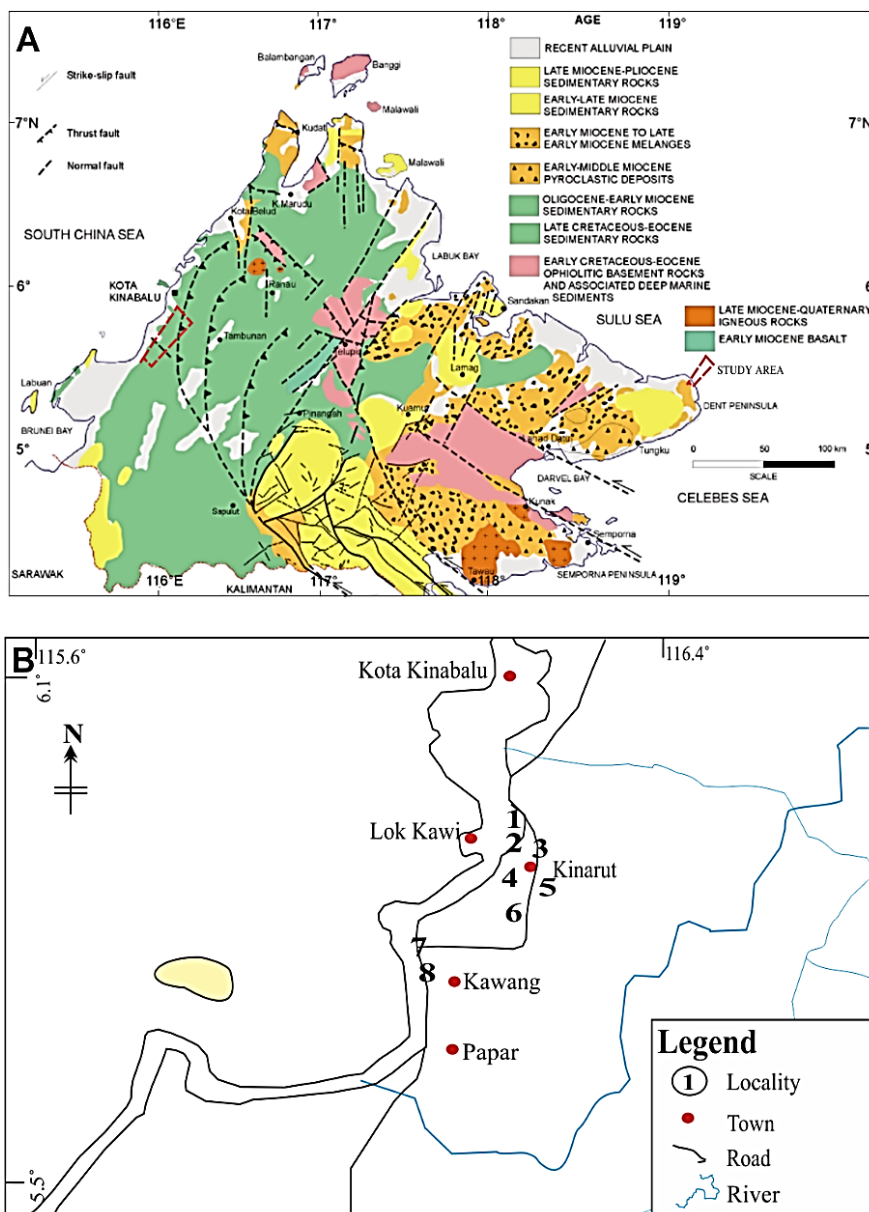 A
116°E
117°
118°
119°
AGE
Strike-slip fault
Thrust fault
Normal fault
Balambangan
Banggi
Malawali
Kudat
Malawali
7°N
7°N
RECENT ALLUVIAL PLAIN
LATE MIOCENE-PLIOCENE
SEDIMENTARY ROCKS
EARLY-LATE MIOCENE
SEDIMENTARY ROCKS
EARLY MIOCENE TO LATE
EARLY MIOCENE MELANGES
EARLY-MIDDLE MIOCENE
PYROCLASTIC DEPOSITS
OLIGOCENE-EARLY MIOCENE
SEDIMENTARY ROCKS
LATE CRETACEOUS-EOCENE
SEDIMENTARY ROCKS
EARLY CRETACEOUS-EOCENE
OPHIOLITIC BASEMENT ROCKS
AND ASSOCIATED DEEP MARINE
SEDIMENTS
LATE MIOCENE-QUATERNARY
IGNEOUS ROCKS
EARLY MIOCENE BASALT
STUDY AREA
K.Marudu
Kota Belud
SOUTH CHINA SEA
LABUK BAY
6°
KOTA
KINABALU
Ranau
Sandakan
SULU SEA
Tambunan
Telupid
Lamag
Labuan
BRUNEI BAY
Pinangah
Kuamut
DENT PENINSULA
5°
Lahad Datu
Tungku
0
50
100 km
SCALE
DARVEL BAY
CELEBES SEA
Sapulut
Kunak
Semporna
SARAWAK
116°E
KALIMANTAN
117°
Tawau
118°
SEMPORNA PENINSULA
119°
B
115.6°
116.4°
6.1°
Kota Kinabalu
N
Lok Kawi
1
2
3
Kinarut
4
5
6
7
8
Kawang
Papar
5.5°
Legend
1 Locality
Town
Road
River